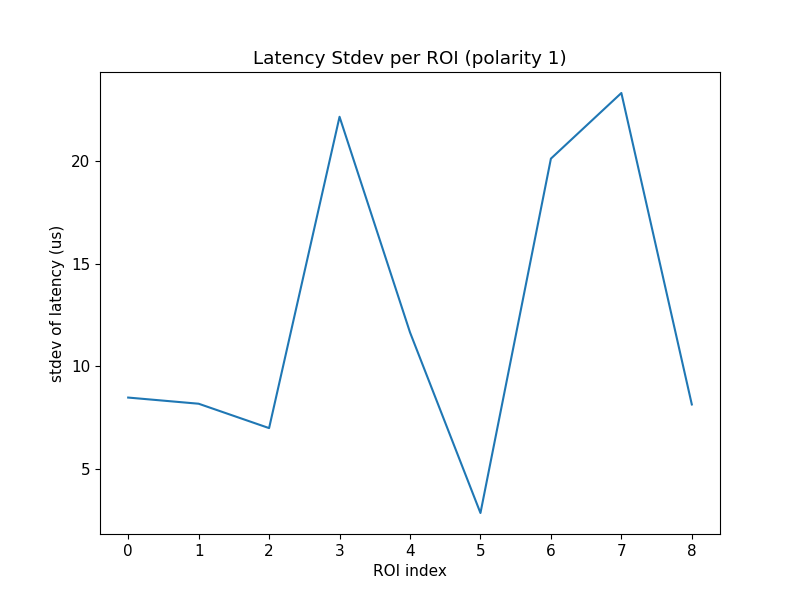 Latency Stdev per ROI (polarity 1)
stdev of latency (us)
20
15
10
5
0 1 2 3 4 5 6 7 8
ROI index